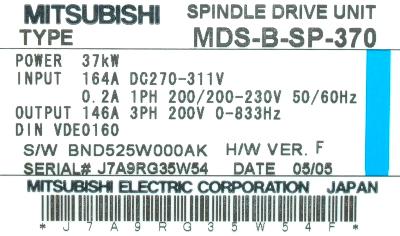 MITSUBISHI SPINDLE DRIVE UNIT
TYPE MDS-B-SP-370
POWER 37kW
INPUT 164A DC270-311V
0.2A 1PH 200/200-230V 50/60Hz
OUTPUT 146A 3PH 200V 0-833Hz
DIN VDE0160
S/W BND525W000AK H/W VER. F
SERIAL# J7A9RG35W54 DATE 05/05
MITSUBISHI ELECTRIC CORPORATION JAPAN
* J 7 A 9 R G 3 5 W 5 4 F *